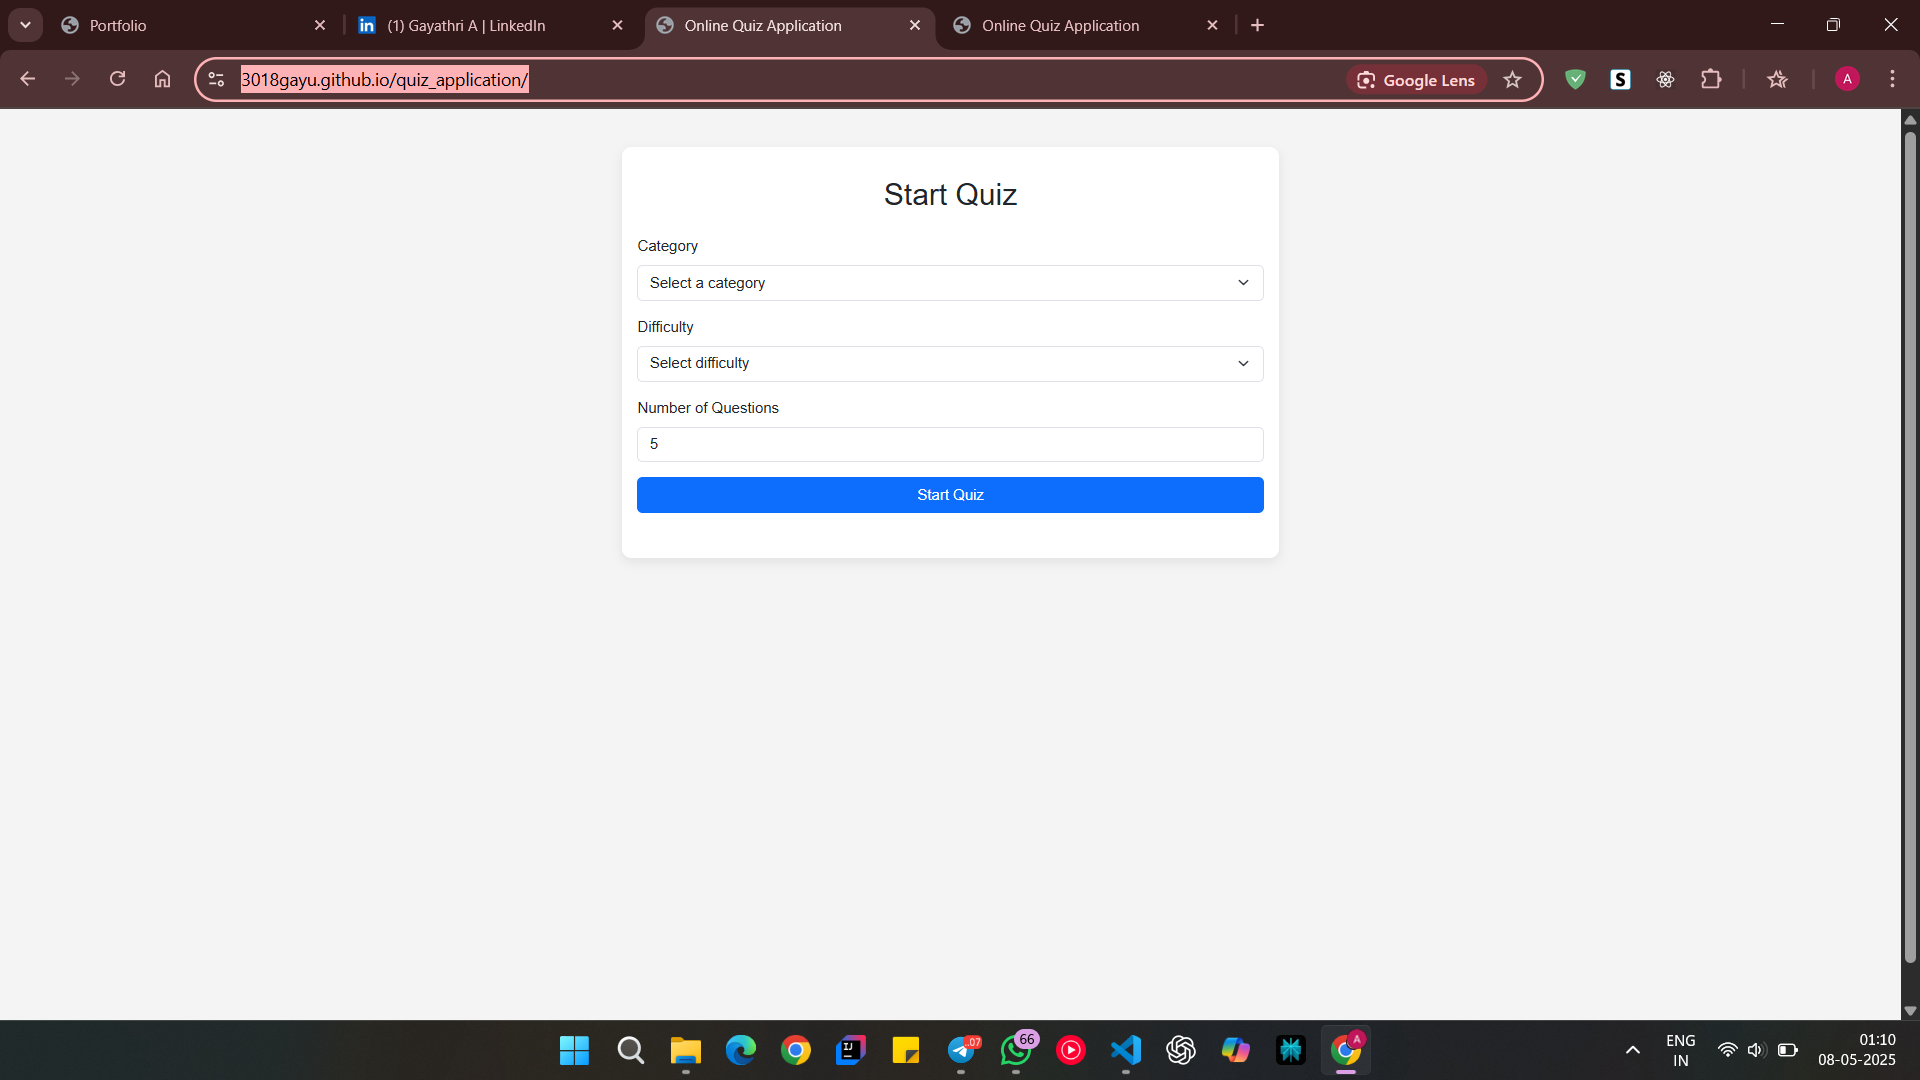 Portfolio
(1) Gayathri A | LinkedIn
Online Quiz Application
Online Quiz Application
3018gayu.github.io/quiz_application/
Google Lens
S
A
Start Quiz
Category
Select a category
Difficulty
Select difficulty
Number of Questions
5
Start Quiz
.07
66
A
ENG
IN
01:10
08-05-2025